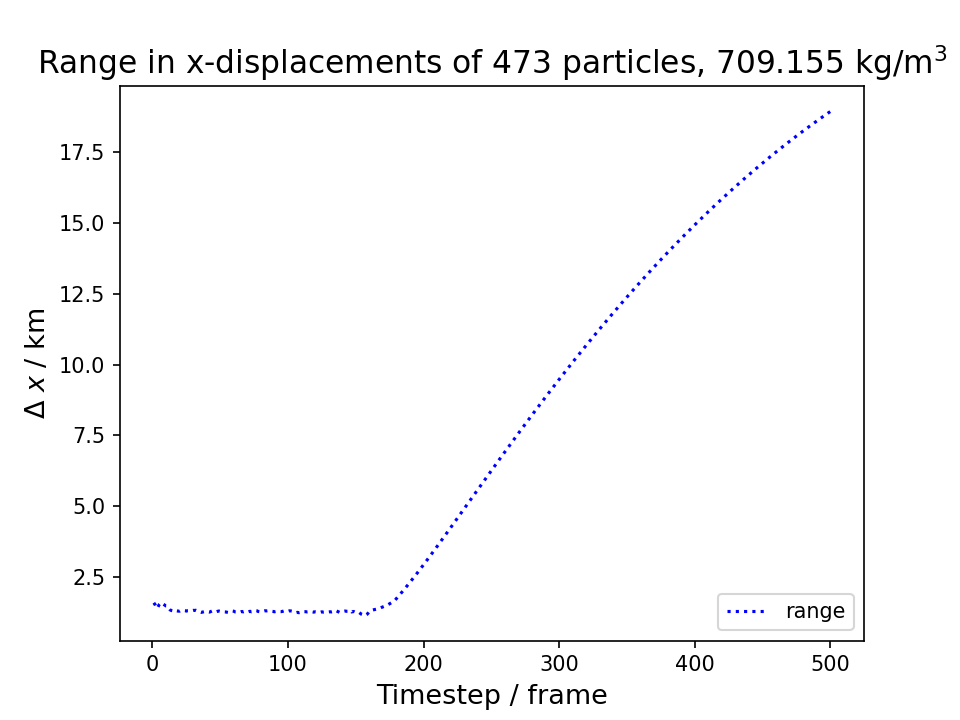 Range in x-displacements of 473 particles, 709.155 kg/m³
Δ x / km
17.5
15.0
12.5
10.0
7.5
5.0
2.5
range
0 100 200 300 400 500
Timestep / frame